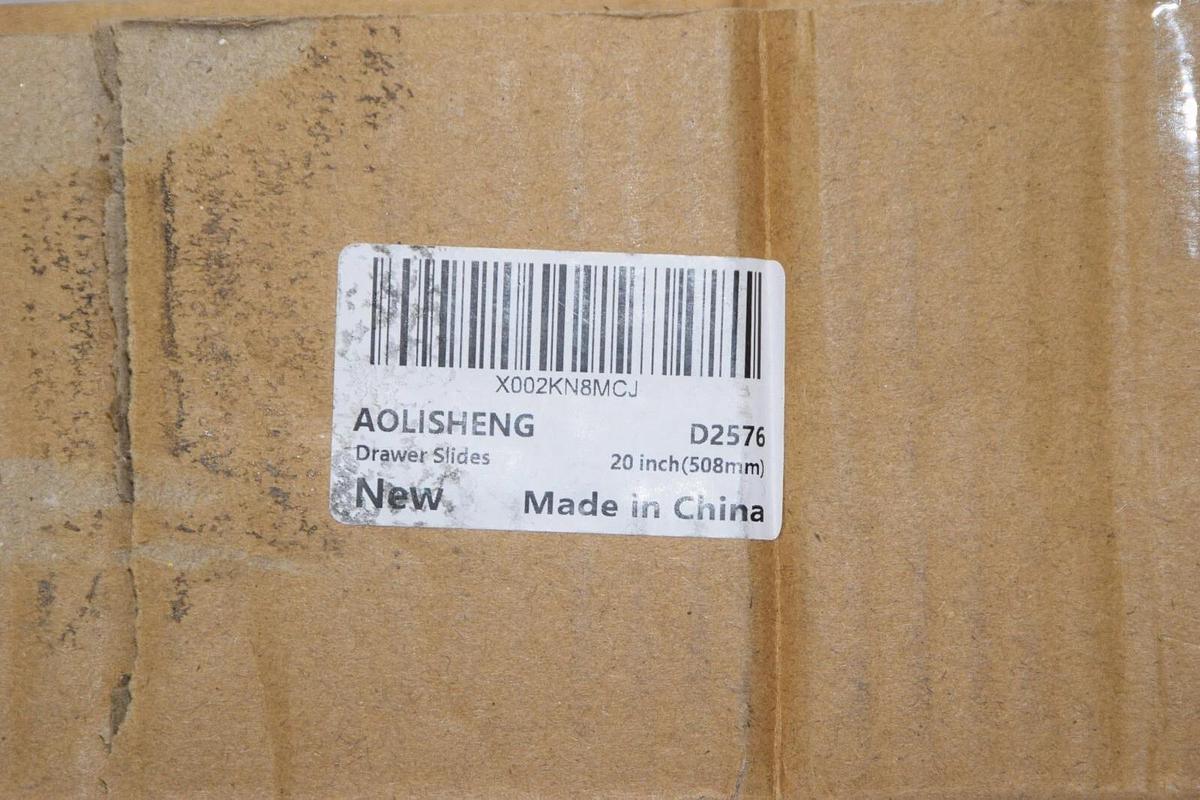 X002KN8MCJ
AOLISHENG D2576
Drawer Slides 20 inch(508mm)
New Made in China